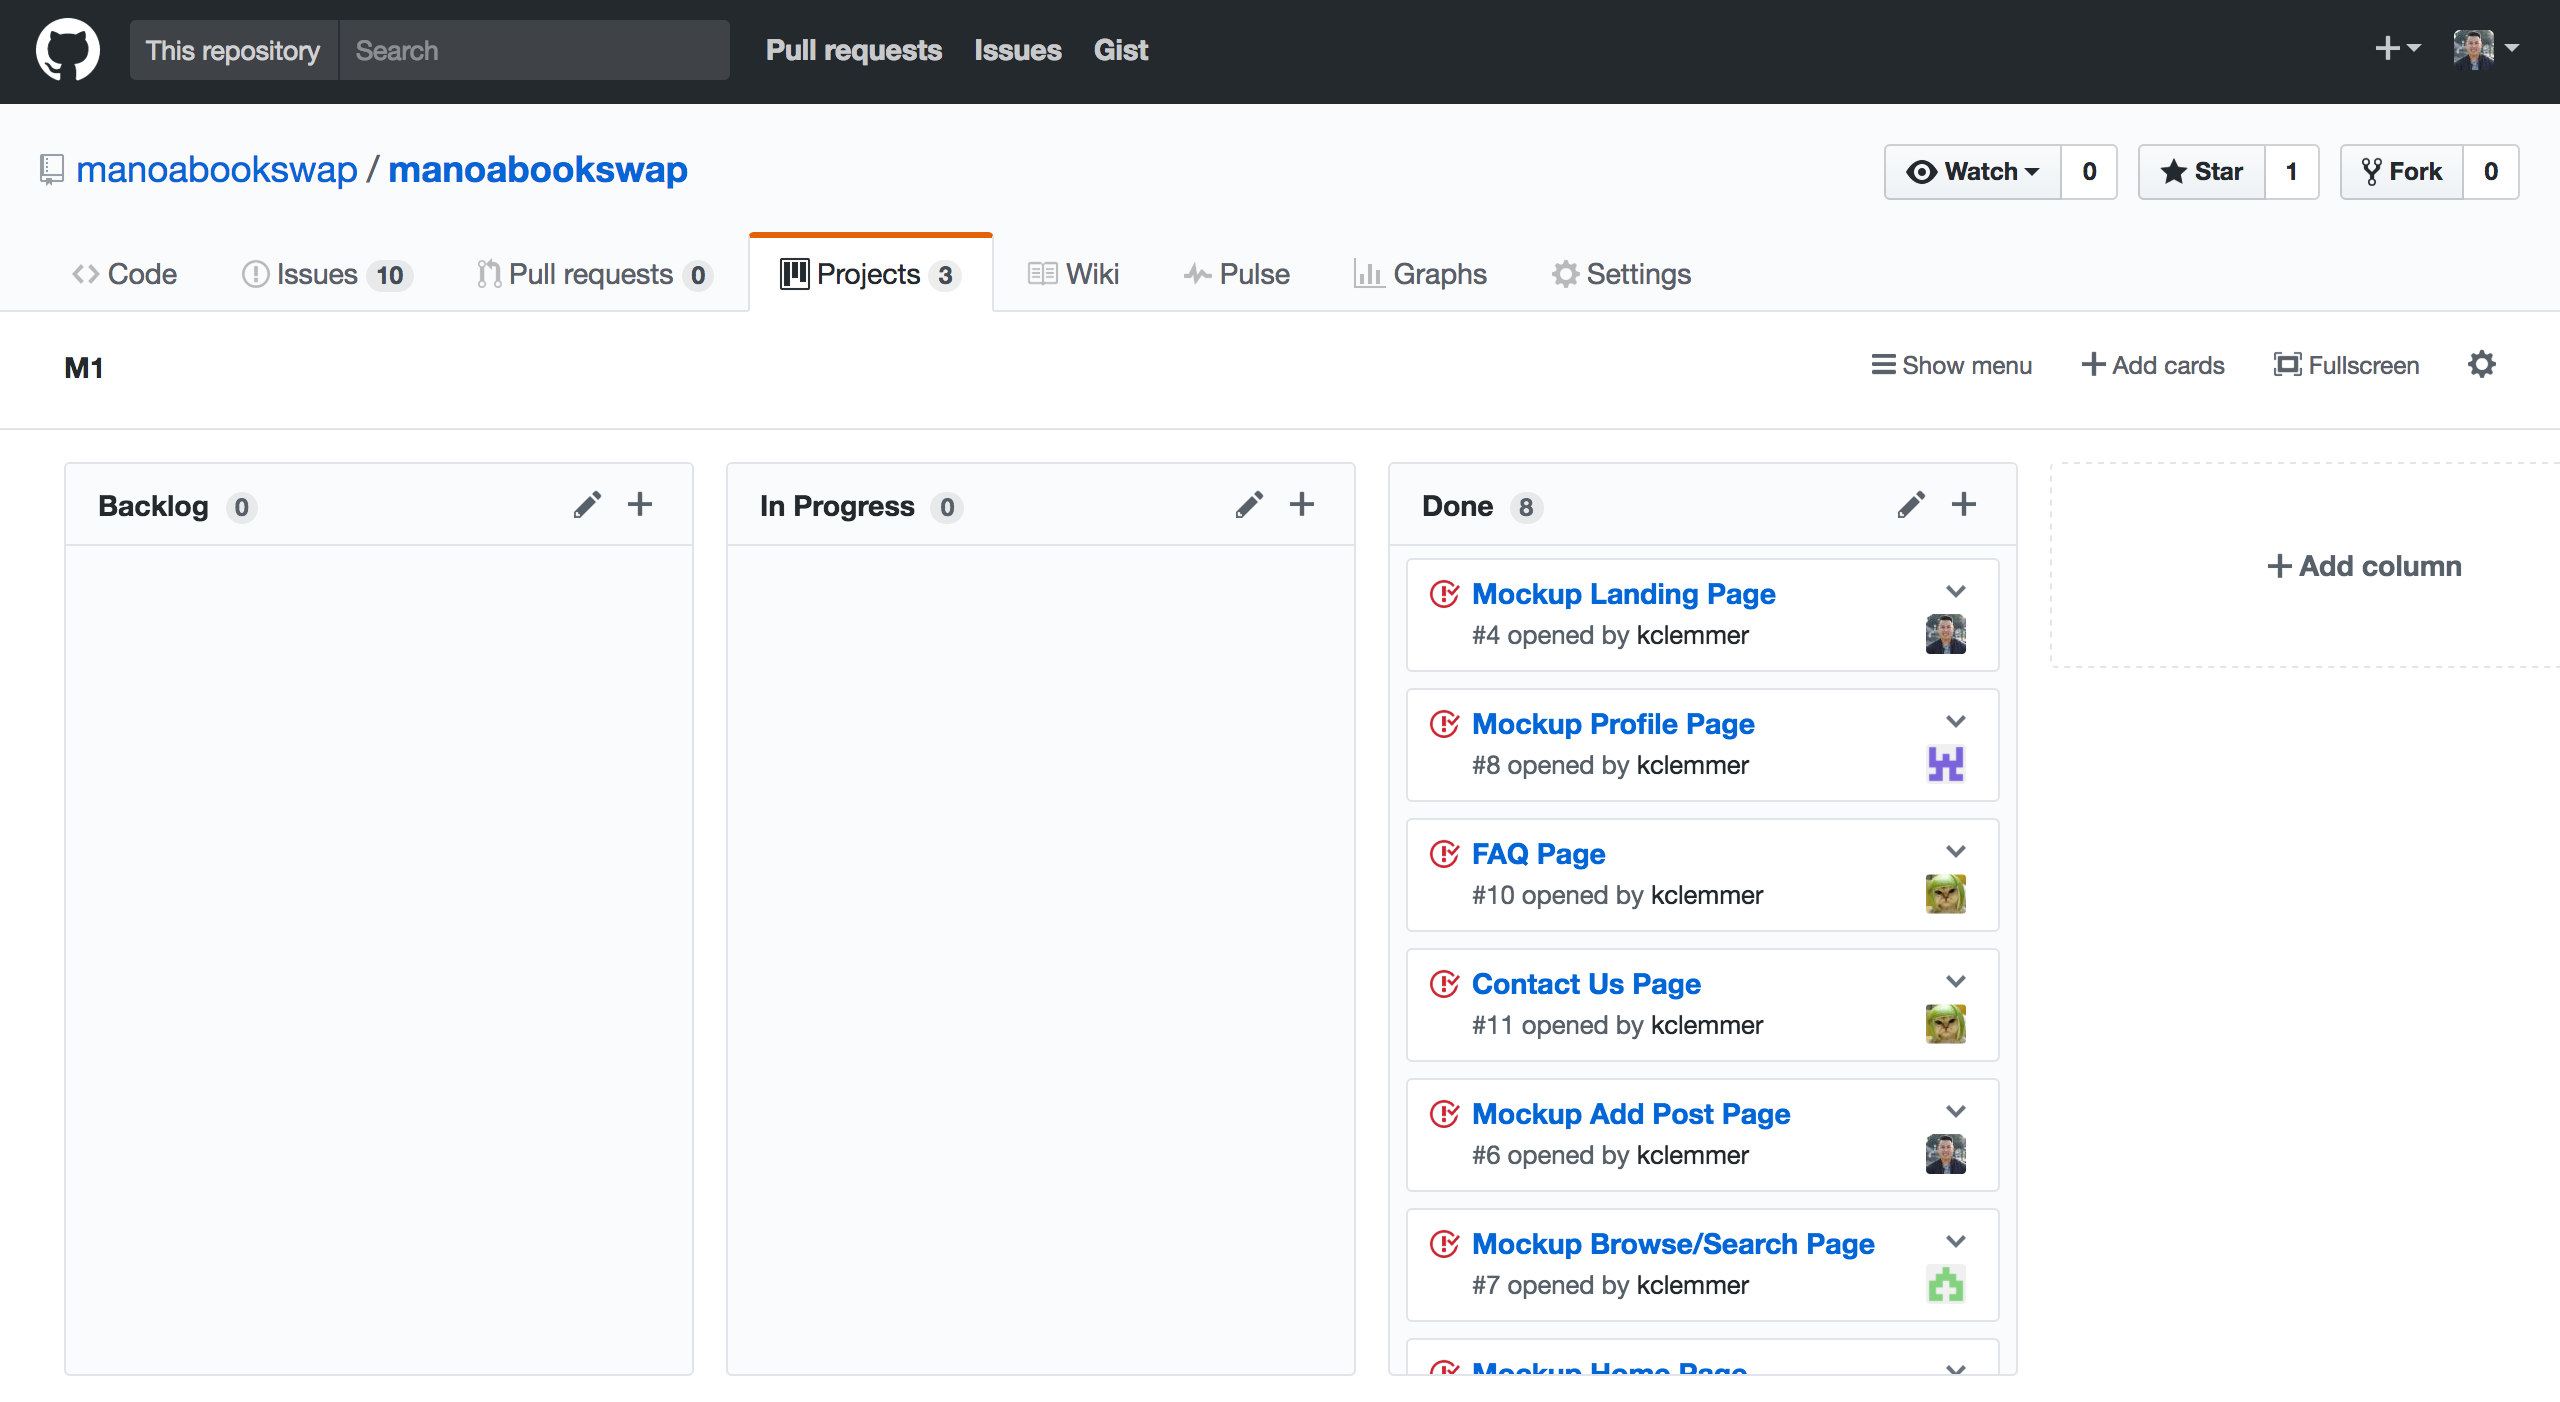 This repository Search Pull requests Issues Gist
manoabookswap / manoabookswap Watch 0 Star 1 Fork 0
Code Issues 10 Pull requests 0 Projects 3 Wiki Pulse Graphs Settings
M1 Show menu Add cards Fullscreen
Backlog 0
In Progress 0
Done 8
Mockup Landing Page
#4 opened by kclemmer
Mockup Profile Page
#8 opened by kclemmer
FAQ Page
#10 opened by kclemmer
Contact Us Page
#11 opened by kclemmer
Mockup Add Post Page
#6 opened by kclemmer
Mockup Browse/Search Page
#7 opened by kclemmer
Mockup Home Page
Add column